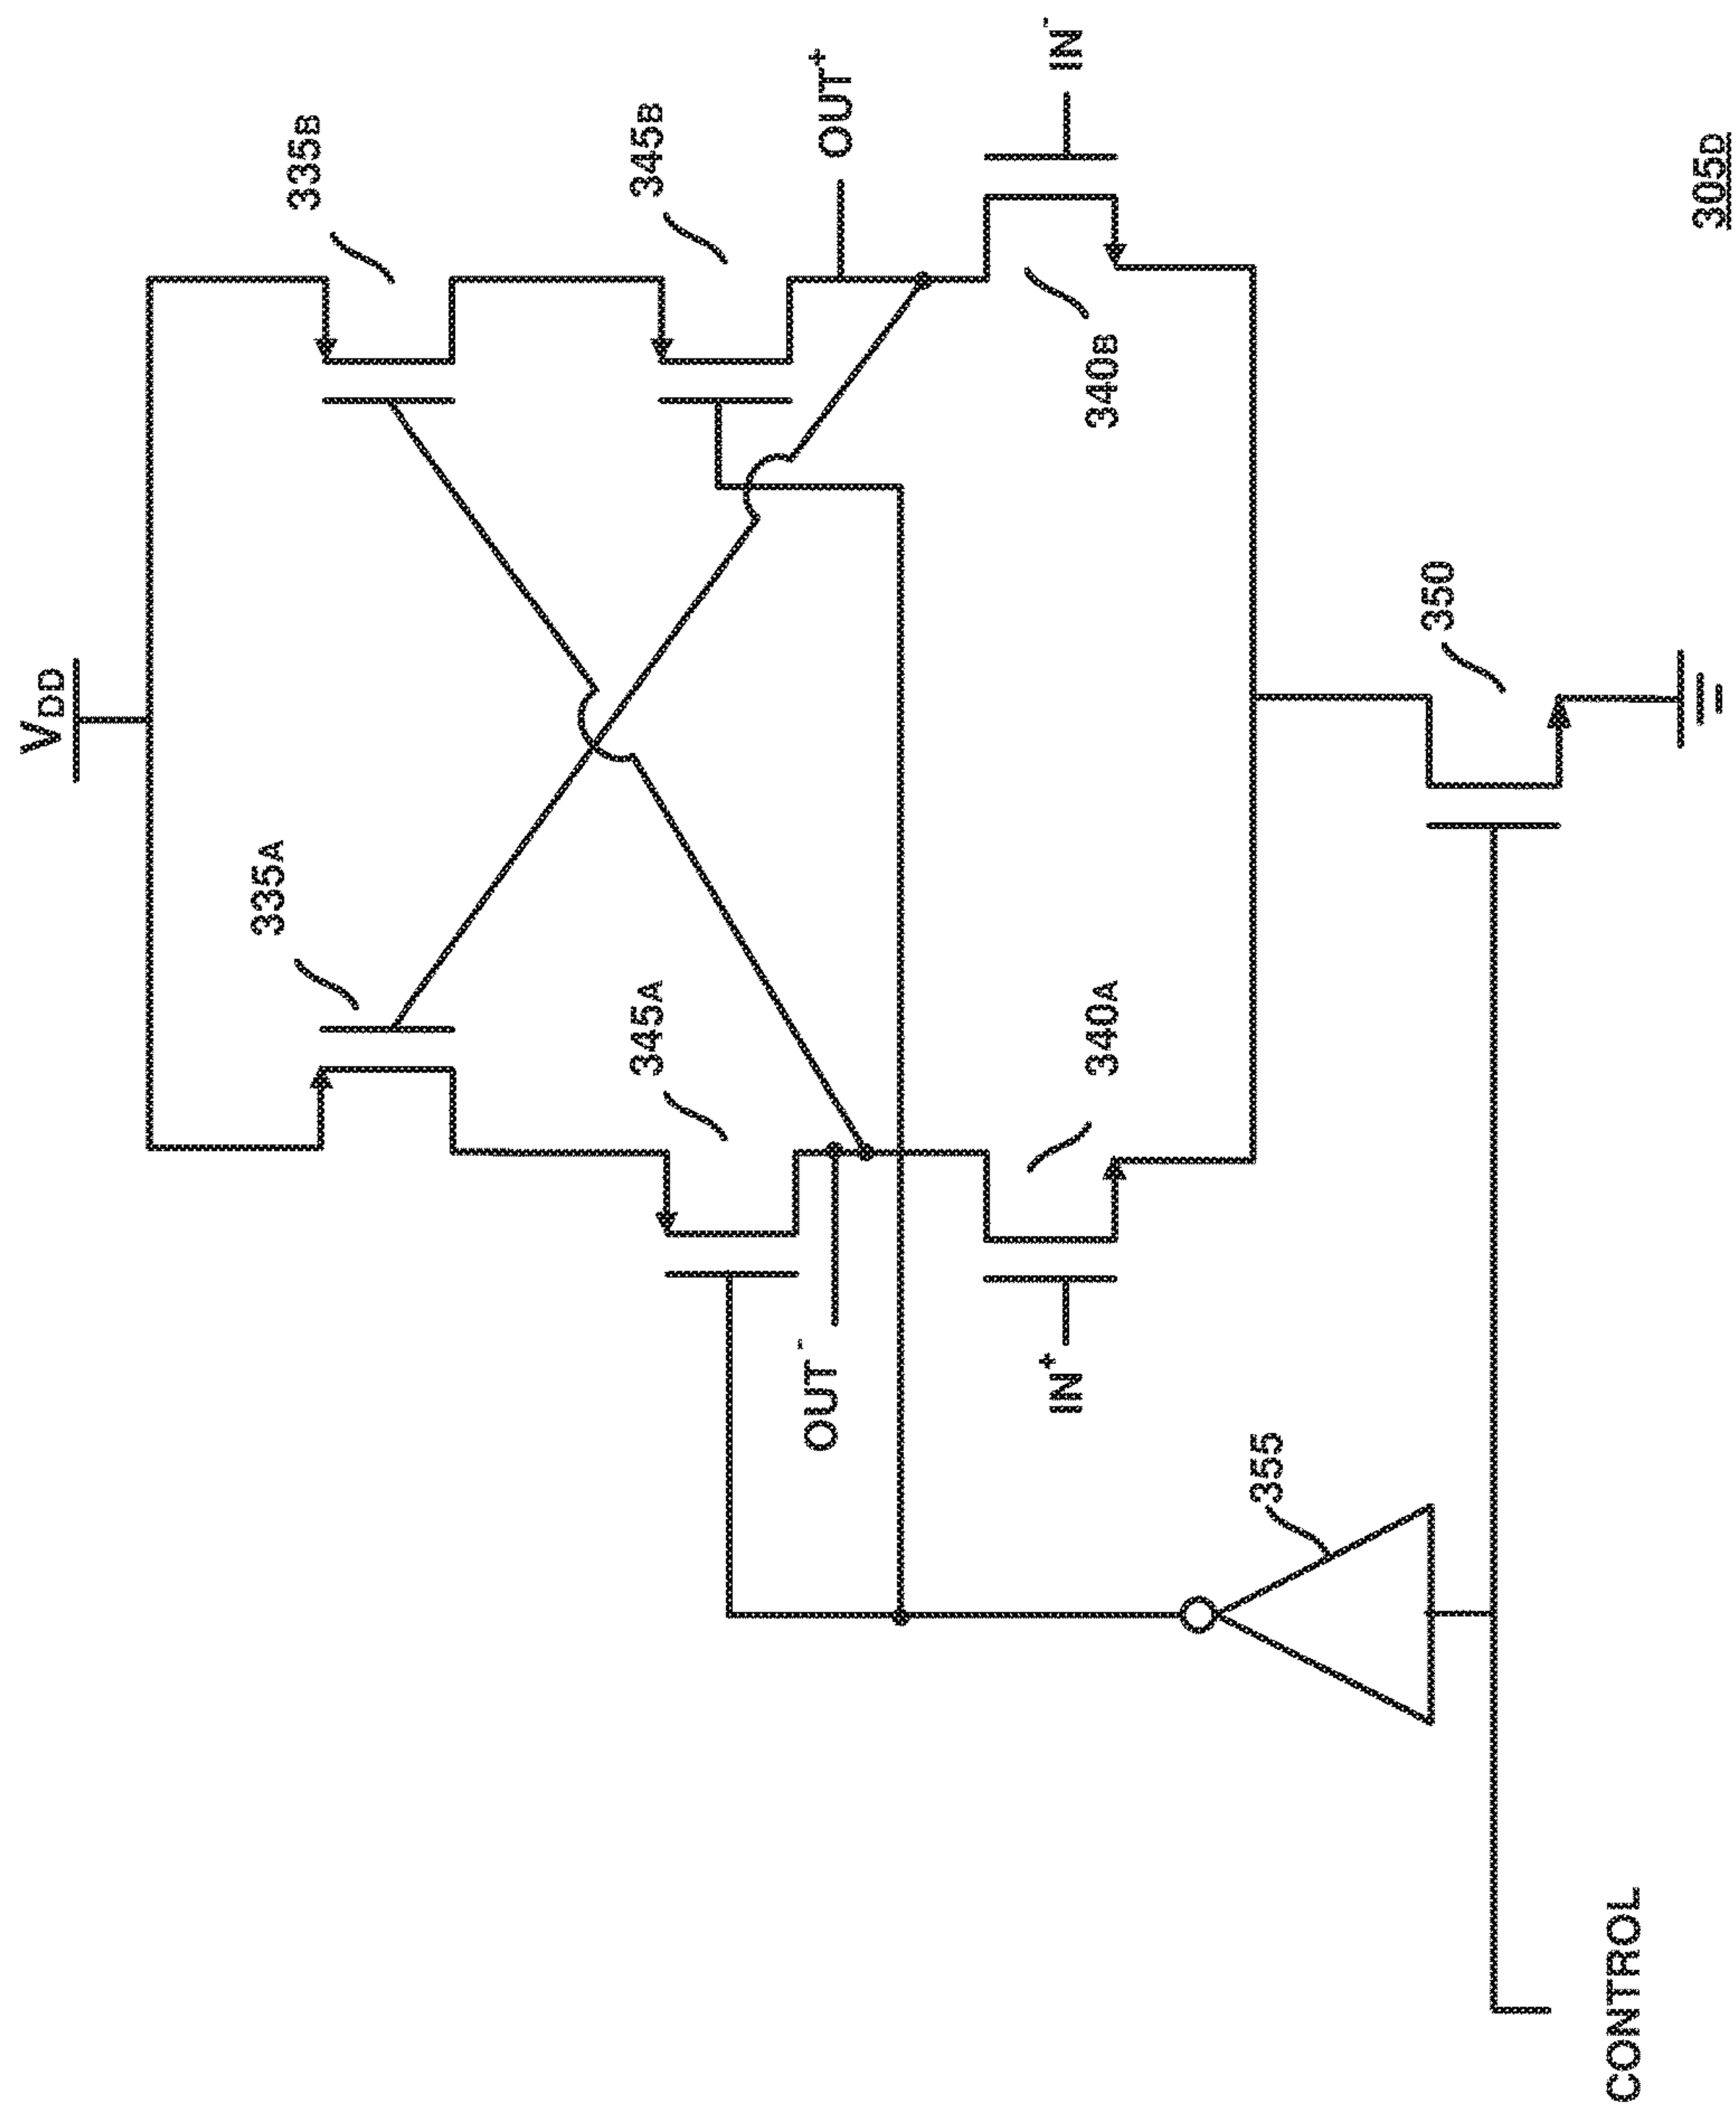 VDD
335A
335B
345A
345B
OUT-
OUT+
IN+
340A
340B
IN-
355
350
CONTROL
305D